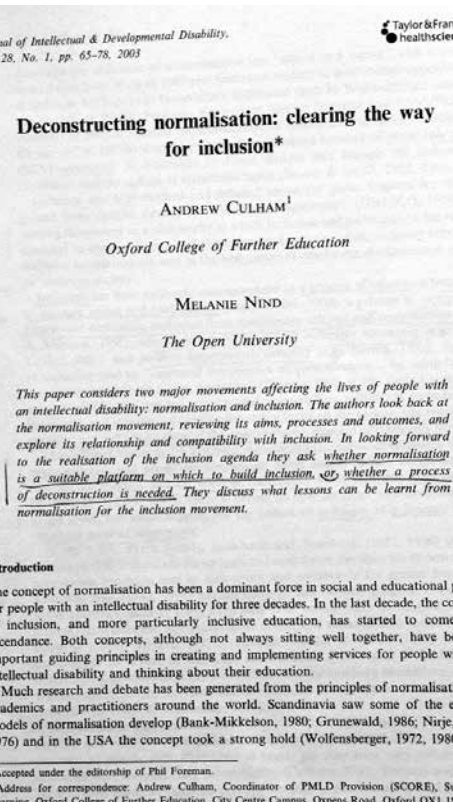 al of Intellectual & Developmental Disability,
28, No. 1, pp. 65–78, 2003
Taylor & Fran
healthscien
Deconstructing normalisation: clearing the way
for inclusion*
ANDREW CULHAM1
Oxford College of Further Education
MELANIE NIND
The Open University
This paper considers two major movements affecting the lives of people with
an intellectual disability: normalisation and inclusion. The authors look back at
the normalisation movement, reviewing its aims, processes and outcomes, and
explore its relationship and compatibility with inclusion. In looking forward
to the realisation of the inclusion agenda they ask whether normalisation
is a suitable platform on which to build inclusion, or, whether a process
of deconstruction is needed. They discuss what lessons can be learnt from
normalisation for the inclusion movement.
troduction
e concept of normalisation has been a dominant force in social and educational p
r people with an intellectual disability for three decades. In the last decade, the co
inclusion, and more particularly inclusive education, has started to come
cendance. Both concepts, although not always sitting well together, have be
portant guiding principles in creating and implementing services for people w
tellectual disability and thinking about their education.
Much research and debate has been generated from the principles of normalisat
ademics and practitioners around the world. Scandinavia saw some of the e
odels of normalisation develop (Bank-Mikkelson, 1980; Grunewald, 1986; Nirje,
976) and in the USA the concept took a strong hold (Wolfensberger, 1972, 1980
ccepted under the editorship of Phil Foreman.
Address for correspondence: Andrew Culham, Coordinator of PMLD Provision (SCORE), Su
Oxford College of Further Education, City Centre Campus, Oxpens Road, Oxford OX1 1